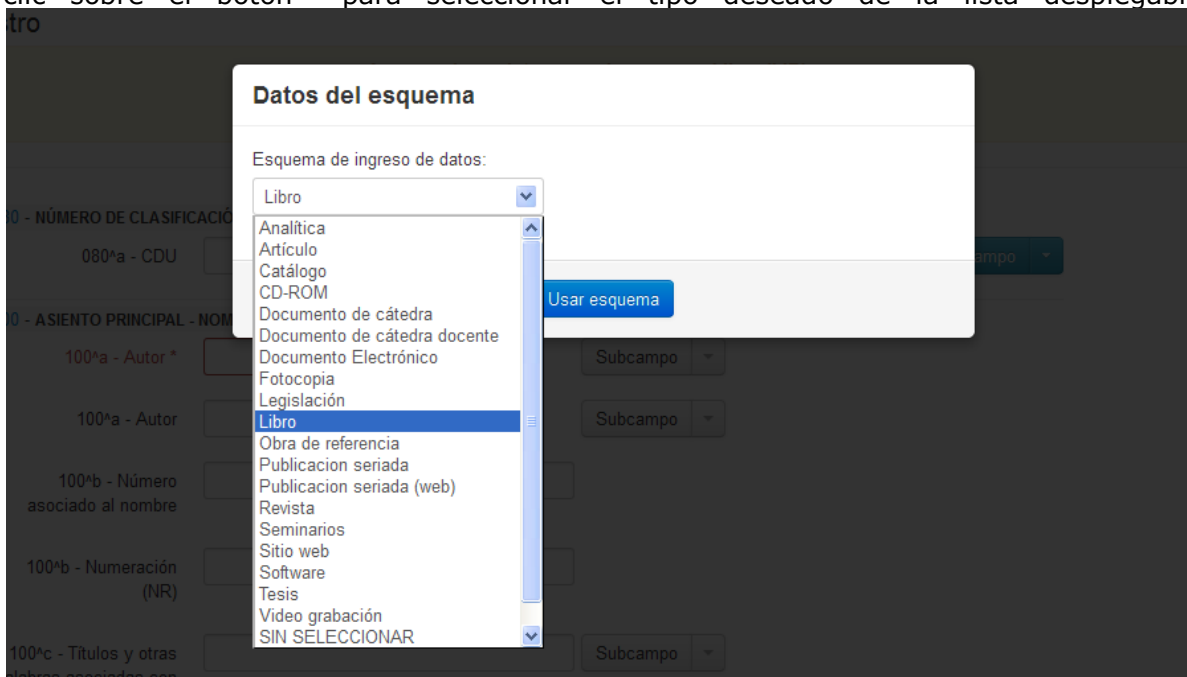 clic sobre el botón para seleccionar el tipo deseado de la lista
tro
Datos del esquema
Esquema de ingreso de datos:
Libro
- NÚMERO DE CLASIFICACIÓ
080^a - CDU
Analítica
Artículo
Catálogo
CD-ROM
Documento de cátedra
Documento de cátedra docente
Documento Electrónico
Fotocopia
Legislación
Libro
Obra de referencia
Publicacion seriada
Publicacion seriada (web)
Revista
Seminarios
Sitio web
Software
Tesis
Video grabación
SIN SELECCIONAR
Usar esquema
ampo
- ASIENTO PRINCIPAL - NOM
100^a - Autor *
Subcampo
100^a - Autor
Subcampo
100^b - Número
asociado al nombre
100^b - Numeración
(NR)
100^c - Títulos y otras
Subcampo